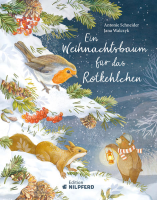 Antonie Schneider
Jana Walczyk
Ein
Weihnachtsbaum
für das
Rotkehlchen
Edition
NILPFERD